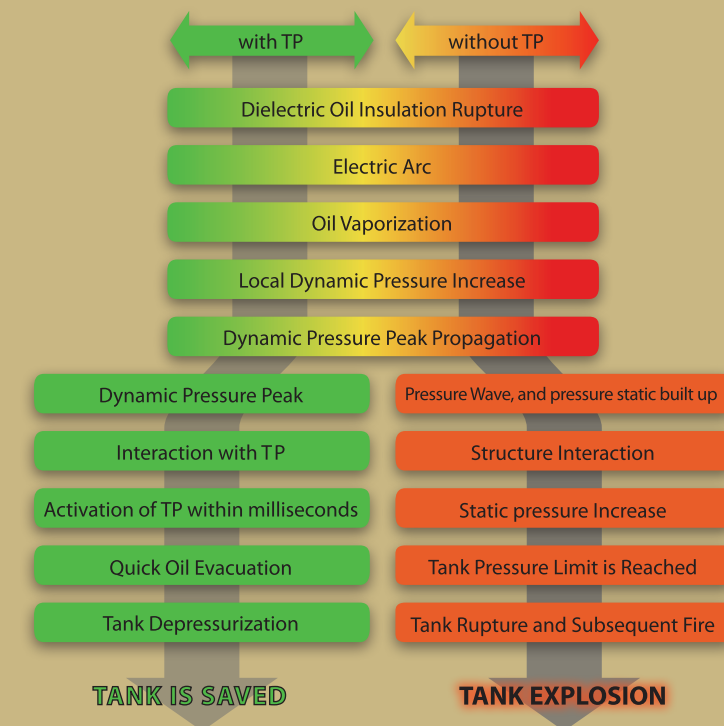 with TP
without TP
Dielectric Oil Insulation Rupture
Electric Arc
Oil Vaporization
Local Dynamic Pressure Increase
Dynamic Pressure Peak Propagation
Dynamic Pressure Peak
Interaction with TP
Activation of TP within milliseconds
Quick Oil Evacuation
Tank Depressurization
TANK IS SAVED
Pressure Wave, and pressure static built up
Structure Interaction
Static pressure Increase
Tank Pressure Limit is Reached
Tank Rupture and Subsequent Fire
TANK EXPLOSION